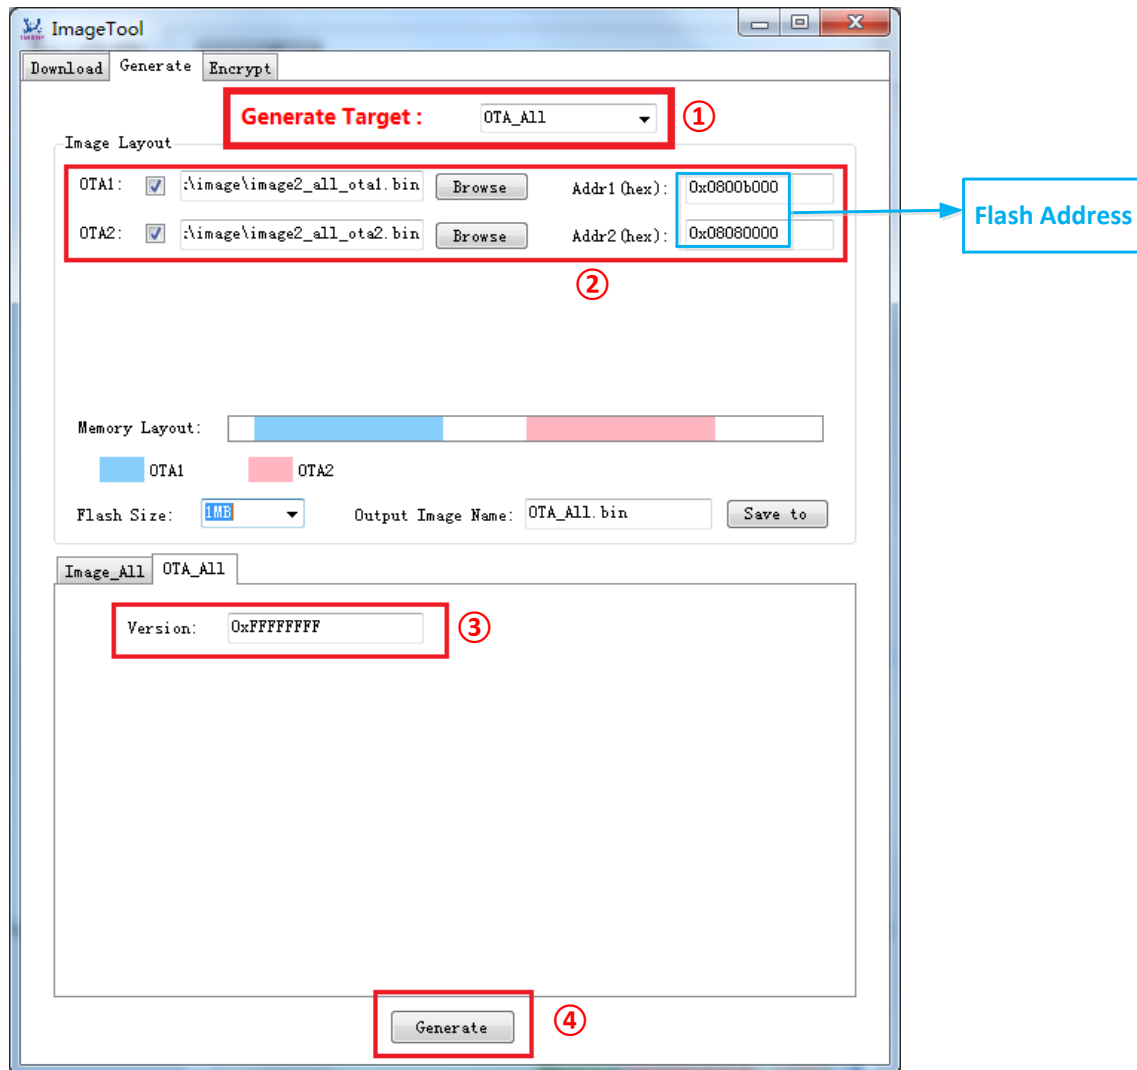 ImageTool
Download Generate Encrypt
Generate Target : OTA_All ①
Image Layout
OTA1: :\image\image2_all_ota1.bin Browse Addr1(hex): 0x0800b000
Flash Address
OTA2: :\image\image2_all_ota2.bin Browse Addr2(hex): 0x08080000
②
Memory Layout:
OTA1 OTA2
Flash Size: 1MB Output Image Name: OTA_All.bin Save to
Image_All OTA_All
Version: 0xFFFFFFFF ③
Generate ④